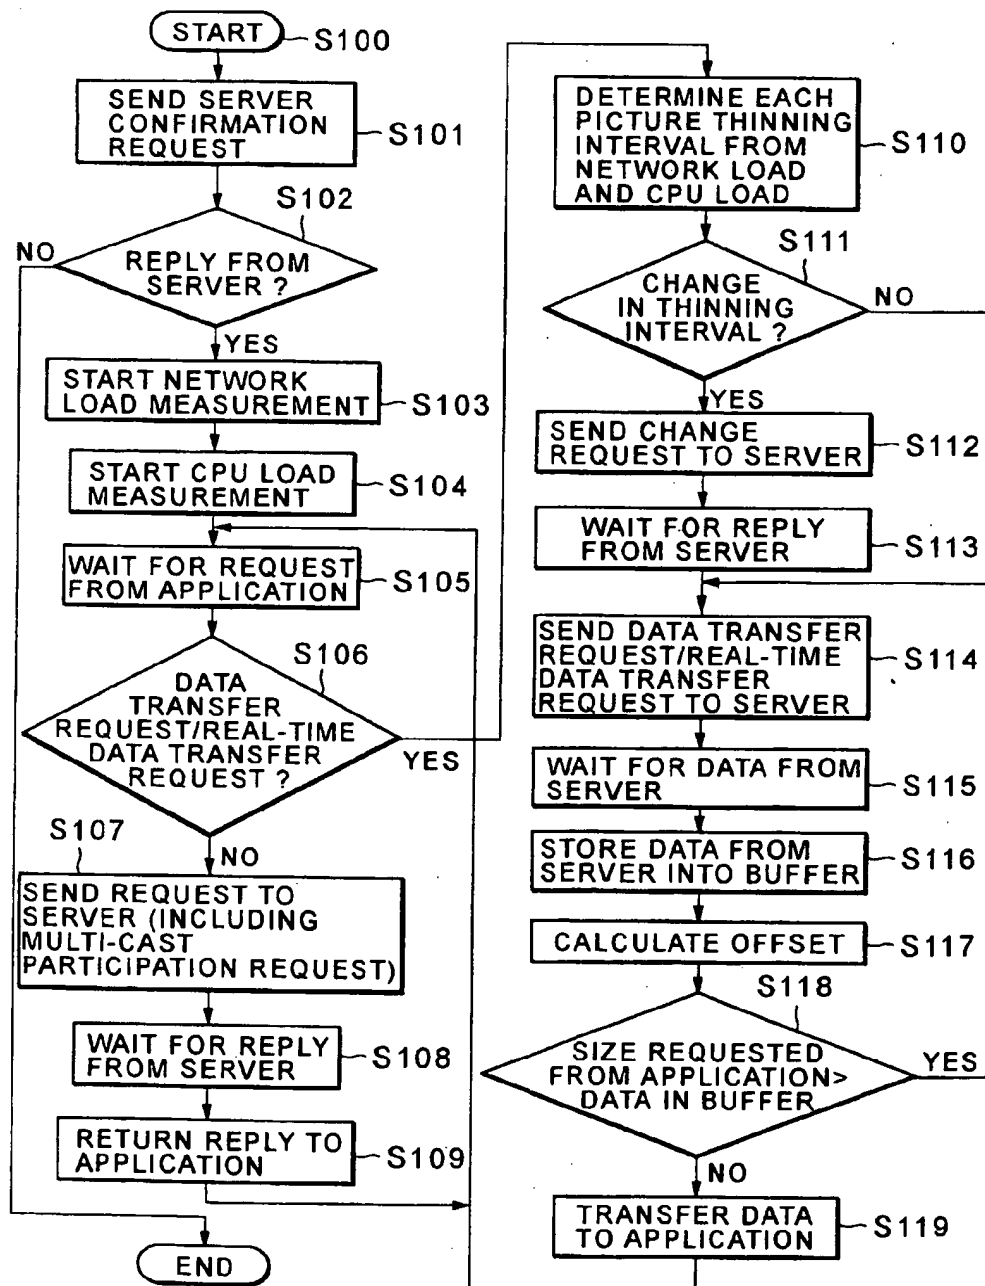 START
S100
SEND SERVER
CONFIRMATION
REQUEST
S101
S102
NO
REPLY FROM
SERVER ?
YES
START NETWORK
LOAD MEASUREMENT
S103
START CPU LOAD
MEASUREMENT
S104
WAIT FOR REQUEST
FROM APPLICATION
S105
S106
DATA
TRANSFER
REQUEST/REAL-TIME
DATA TRANSFER
REQUEST ?
YES
S107
NO
SEND REQUEST TO
SERVER (INCLUDING
MULTI-CAST
PARTICIPATION REQUEST)
WAIT FOR REPLY
FROM SERVER
S108
RETURN REPLY TO
APPLICATION
S109
END
DETERMINE EACH
PICTURE THINNING
INTERVAL FROM
NETWORK LOAD
AND CPU LOAD
S110
S111
CHANGE
IN THINNING
INTERVAL ?
NO
YES
SEND CHANGE
REQUEST TO SERVER
S112
WAIT FOR REPLY
FROM SERVER
S113
SEND DATA TRANSFER
REQUEST/REAL-TIME
DATA TRANSFER
REQUEST TO SERVER
S114
WAIT FOR DATA FROM
SERVER
S115
STORE DATA FROM
SERVER INTO BUFFER
S116
CALCULATE OFFSET
S117
S118
SIZE REQUESTED
FROM APPLICATION>
DATA IN BUFFER
YES
NO
TRANSFER DATA
TO APPLICATION
S119